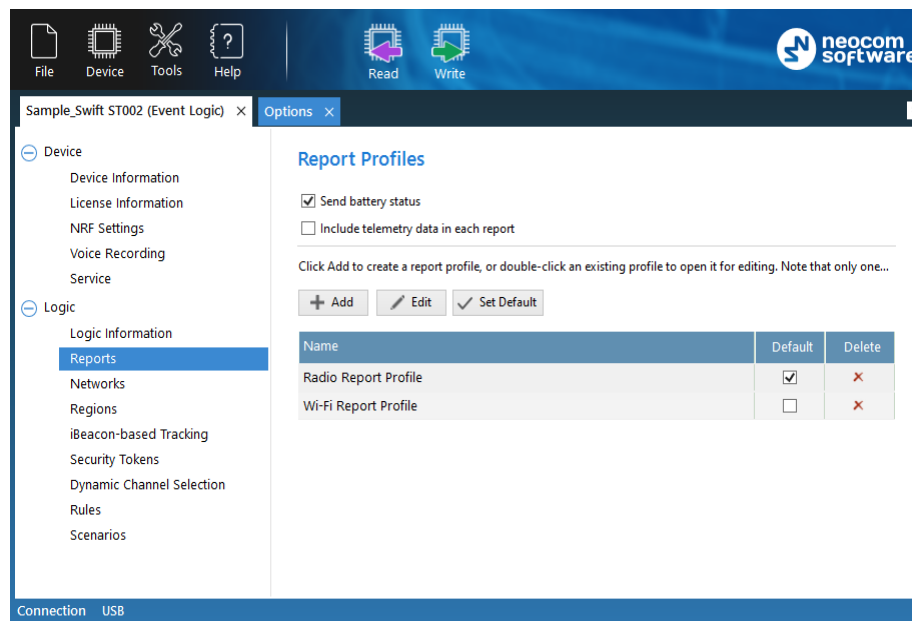 File Device Tools Help Read Write
neocom
software
Sample_Swift ST002 (Event Logic) × Options ×
Device
Device Information
License Information
NRF Settings
Voice Recording
Service
Logic
Logic Information
Reports
Networks
Regions
iBeacon-based Tracking
Security Tokens
Dynamic Channel Selection
Rules
Scenarios
Report Profiles
Send battery status
Include telemetry data in each report
Click Add to create a report profile, or double-click an existing profile to open it for editing. Note that only one...
Add Edit Set Default
Name Default Delete
Radio Report Profile
Wi-Fi Report Profile
Connection USB